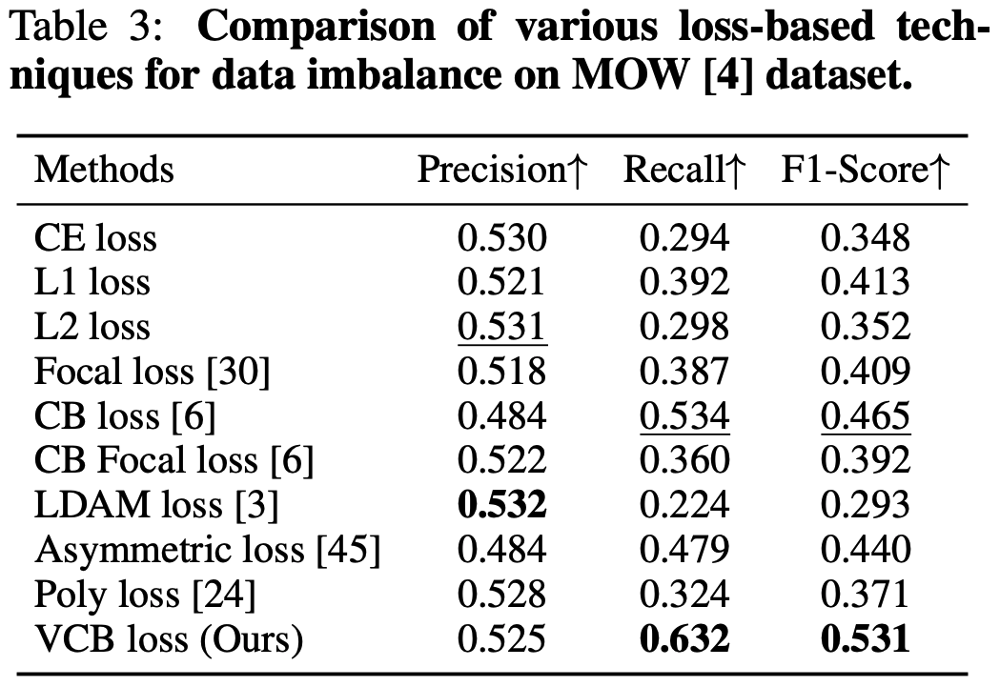 Table 3: Comparison of various loss-based tech-
niques for data imbalance on MOW [4] dataset.
Methods Precision↑ Recall↑ F1-Score↑
CE loss 0.530 0.294 0.348
L1 loss 0.521 0.392 0.413
L2 loss 0.531 0.298 0.352
Focal loss [30] 0.518 0.387 0.409
CB loss [6] 0.484 0.534 0.465
CB Focal loss [6] 0.522 0.360 0.392
LDAM loss [3] 0.532 0.224 0.293
Asymmetric loss [45] 0.484 0.479 0.440
Poly loss [24] 0.528 0.324 0.371
VCB loss (Ours) 0.525 0.632 0.531